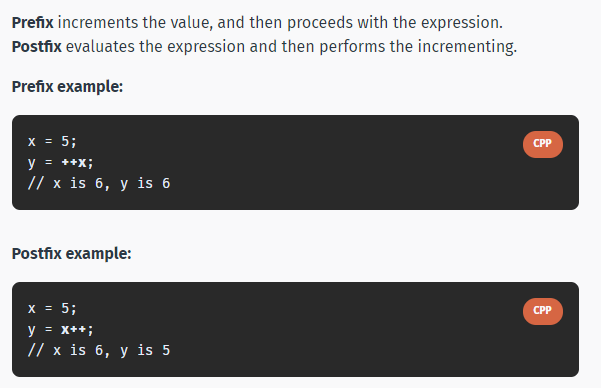 Prefix increments the value, and then proceeds with the expression.
Postfix evaluates the expression and then performs the incrementing.
Prefix example:
CPP
x = 5;
y = ++x;
// x is 6, y is 6
Postfix example:
CPP
x = 5;
y = x++;
// x is 6, y is 5